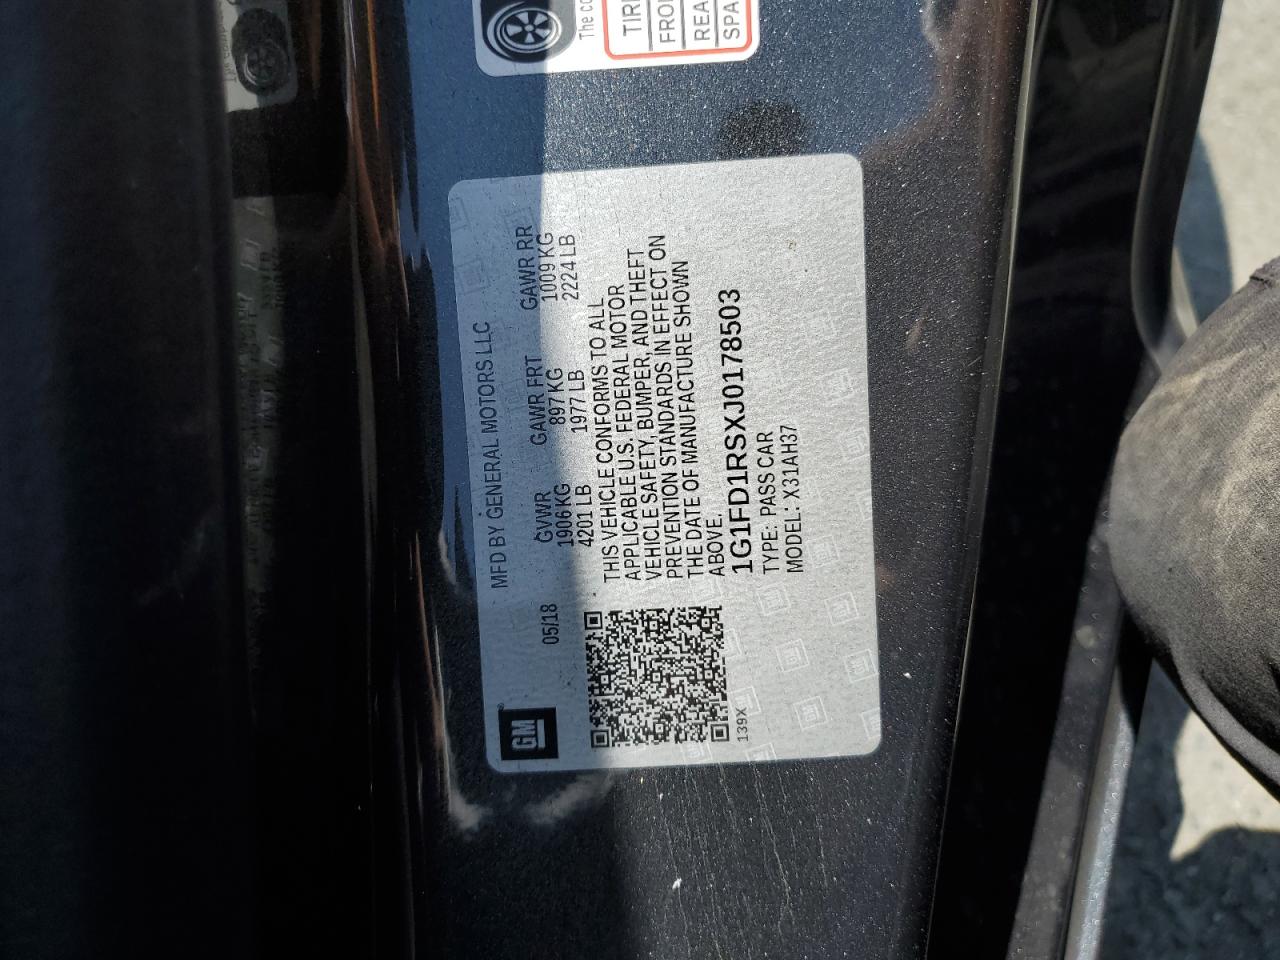 MFD BY GENERAL MOTORS LLC
05/18 GVWR GAWR FRT GAWR RR
1906 KG 897 KG 1009 KG
4201 LB 1977 LB 2224 LB
THIS VEHICLE CONFORMS TO ALL
APPLICABLE U.S. FEDERAL MOTOR
VEHICLE SAFETY, BUMPER, AND THEFT
PREVENTION STANDARDS IN EFFECT ON
THE DATE OF MANUFACTURE SHOWN
ABOVE.
1G1FD1RSXJ0178503
TYPE: PASS CAR
MODEL: X31AH37
GM
139X
The
TIR
FRO
REA
SPA